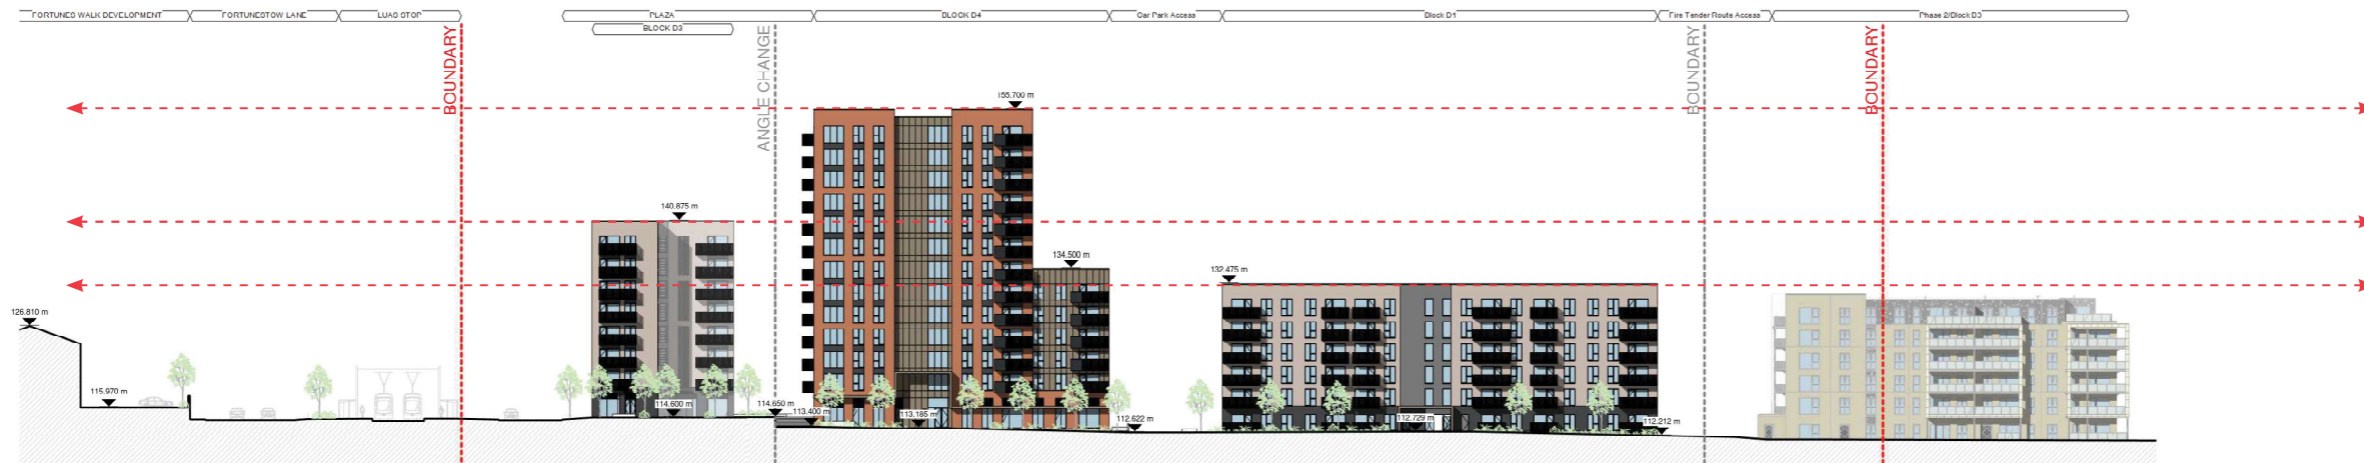 FORTUNES WALK DEVELOPMENT
FORTUNESTOW LANE
LUAS STOP
PLAZA
BLOCK D4
Car Park Access
Block D1
Fire Tender Route Access
Phase 2/Block D3
BLOCK D3
BOUNDARY
ANGLE CHANGE
BOUNDARY
BOUNDARY
155.700 m
140.875 m
134.500 m
132.475 m
126.810 m
115.970 m
114.600 m
114.650 m
113.400 m
113.185 m
112.622 m
112.729 m
112.212 m